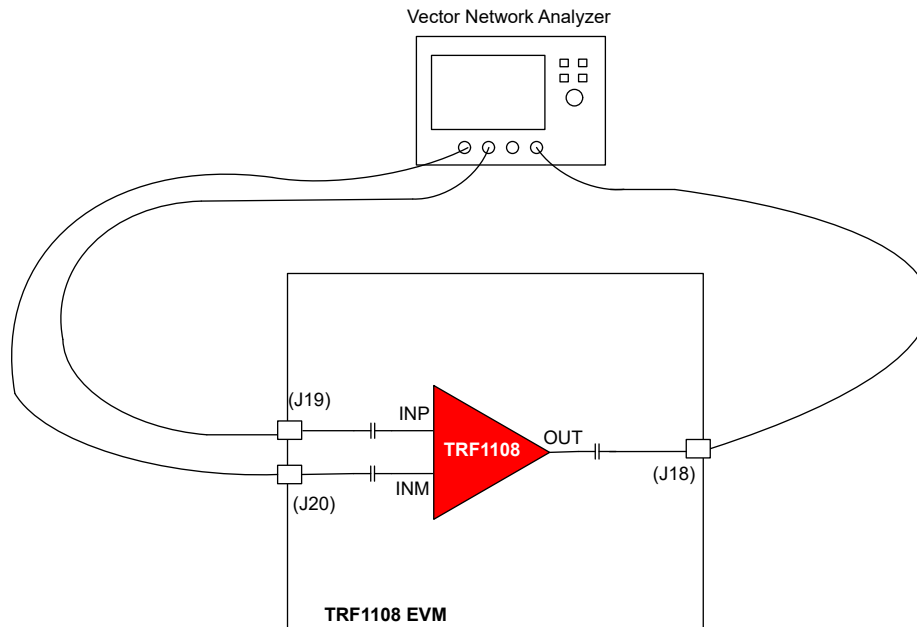 Vector Network Analyzer
(J19)
INP
TRF1108
OUT
INM
(J20)
(J18)
TRF1108 EVM